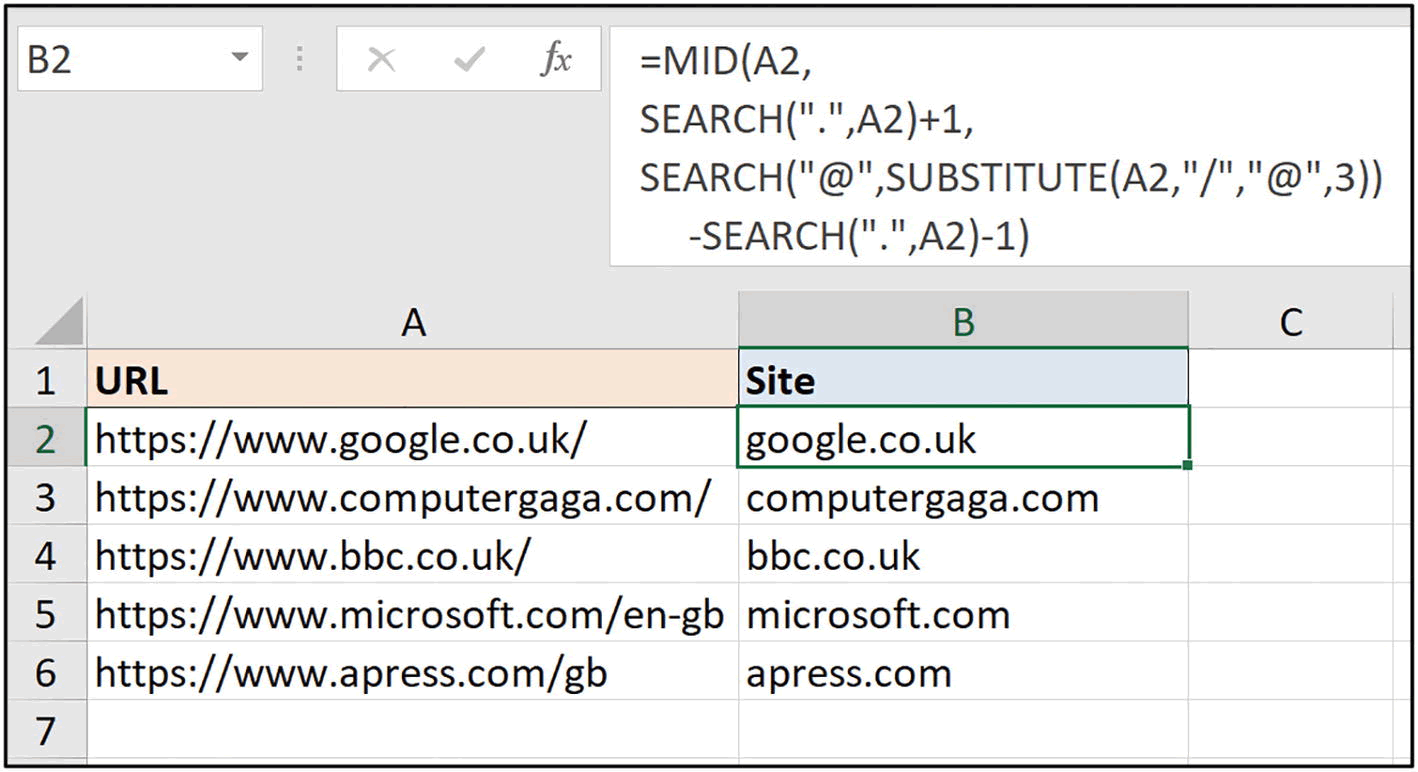 B2
fx
=MID(A2,
SEARCH(".",A2)+1,
SEARCH("@",SUBSTITUTE(A2,"/","@",3))
-SEARCH(".",A2)-1)
A B C
1 URL Site
2 https://www.google.co.uk/ google.co.uk
3 https://www.computergaga.com/ computergaga.com
4 https://www.bbc.co.uk/ bbc.co.uk
5 https://www.microsoft.com/en-gb microsoft.com
6 https://www.apress.com/gb apress.com
7